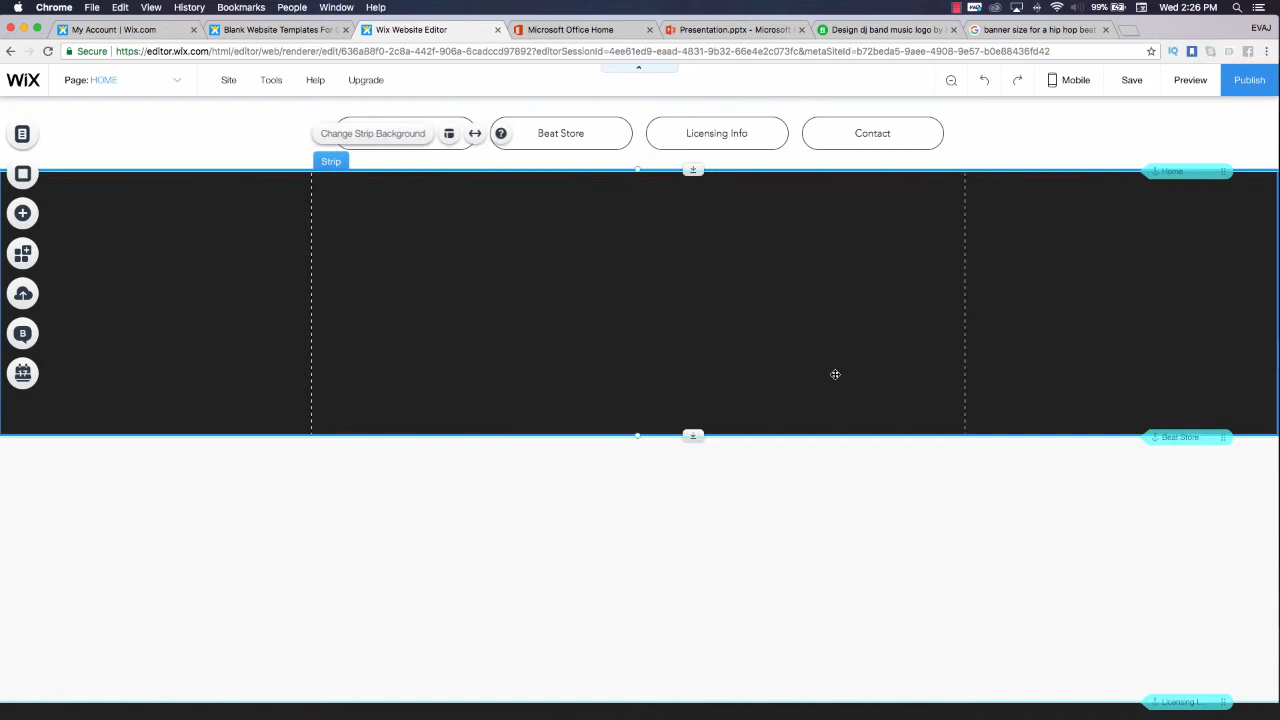 Chrome File Edit View History Bookmarks People Window Help 99% Wed 2:26 PM
My Account | Wix.com Blank Website Templates For Wix Website Editor Microsoft Office Home Presentation.pptx - Microsoft Design dj band music logo by banner size for a hip hop beat EVAJ
Secure https://editor.wix.com/html/editor/web/renderer/edit/636a88f0-2c8a-442f-906a-6cadccd97892?editorSessionId=4ee61ed9-eaad-4831-9b32-66e4e2c073fc&metaSiteId=b72beda5-9aee-4908-9e57-b0e88436fd42
WiX Page: HOME Site Tools Help Upgrade Mobile Save Preview Publish
Change Strip Background Beat Store Licensing Info Contact
Strip
Home
Beat Store
Licensing I...